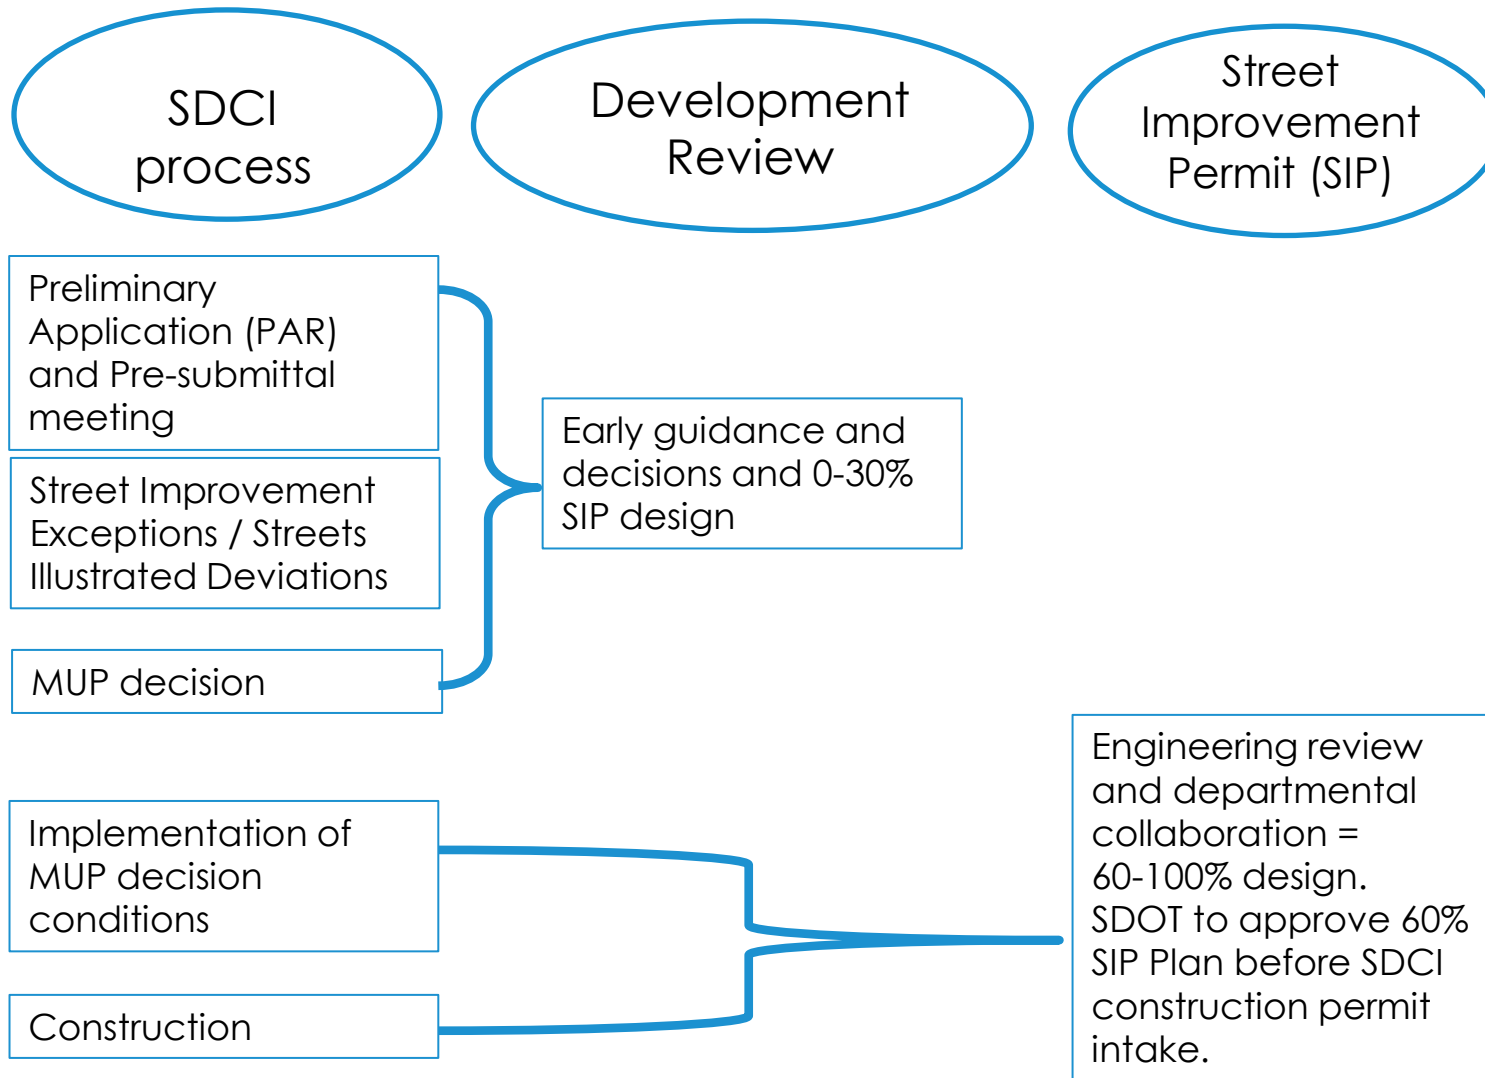 SDCI
process
Development
Review
Street
Improvement
Permit (SIP)
Preliminary
Application (PAR)
and Pre-submittal
meeting
Street Improvement
Exceptions / Streets
Illustrated Deviations
MUP decision
Early guidance and
decisions and 0-30%
SIP design
Implementation of
MUP decision
conditions
Construction
Engineering review
and departmental
collaboration =
60-100% design.
SDOT to approve 60%
SIP Plan before SDCI
construction permit
intake.